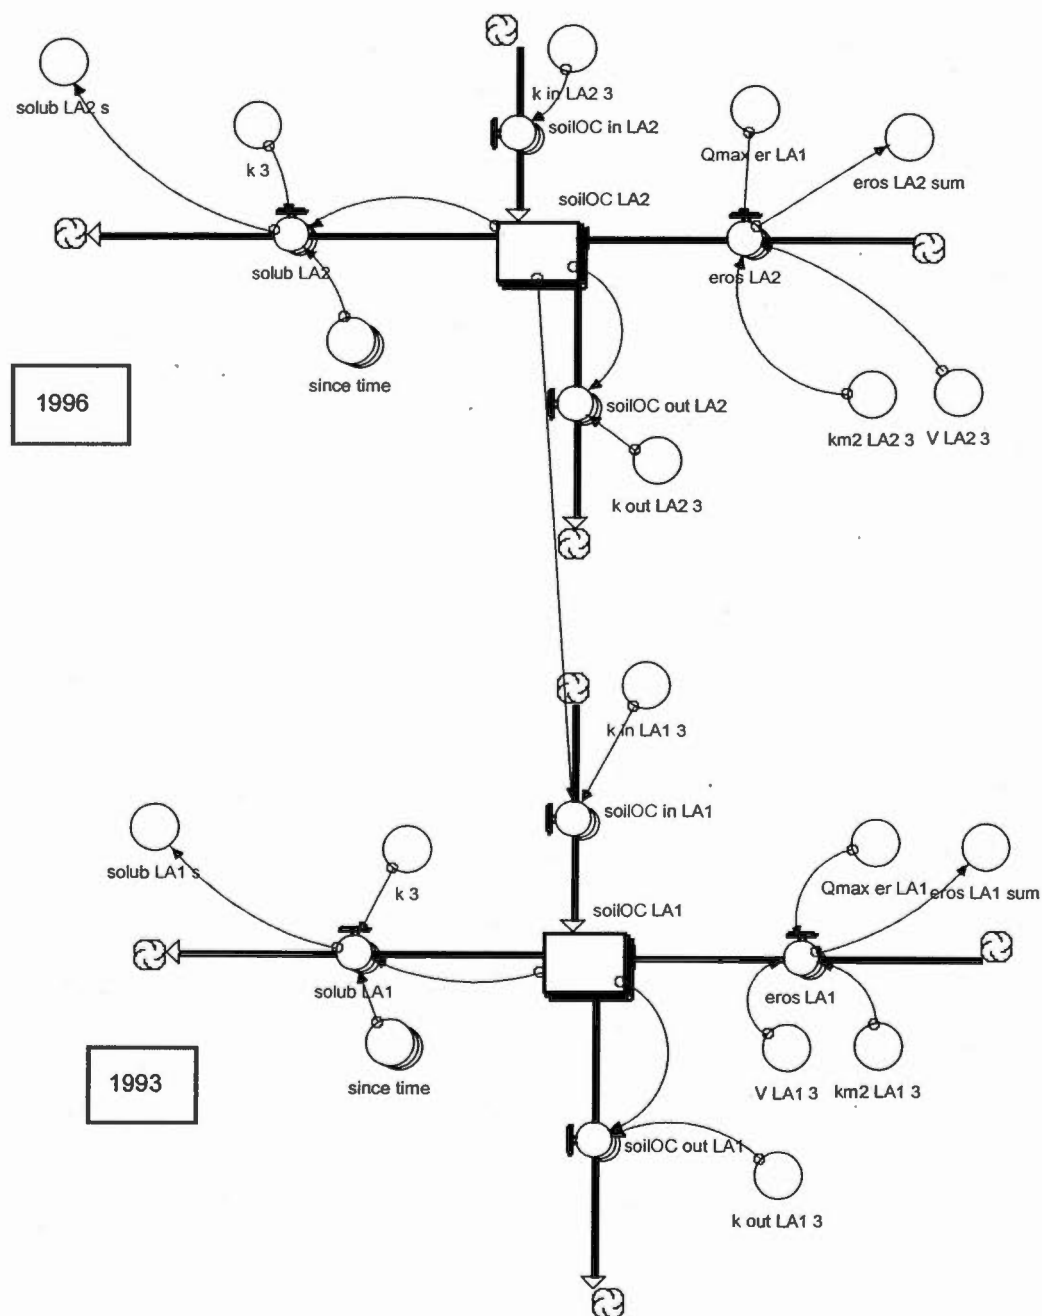 solub LA2 s
k in LA2 3
k 3
soilOC in LA2
Qmax er LA1
eros LA2 sum
soilOC LA2
solub LA2
eros LA2
since time
1996
soilOC out LA2
km2 LA2 3
V LA2 3
k out LA2 3
k in LA1 3
soilOC in LA1
solub LA1 s
k 3
Qmax er LA1
eros LA1 sum
soilOC LA1
solub LA1
eros LA1
since time
1993
V LA1 3
km2 LA1 3
soilOC out LA1
k out LA1 3